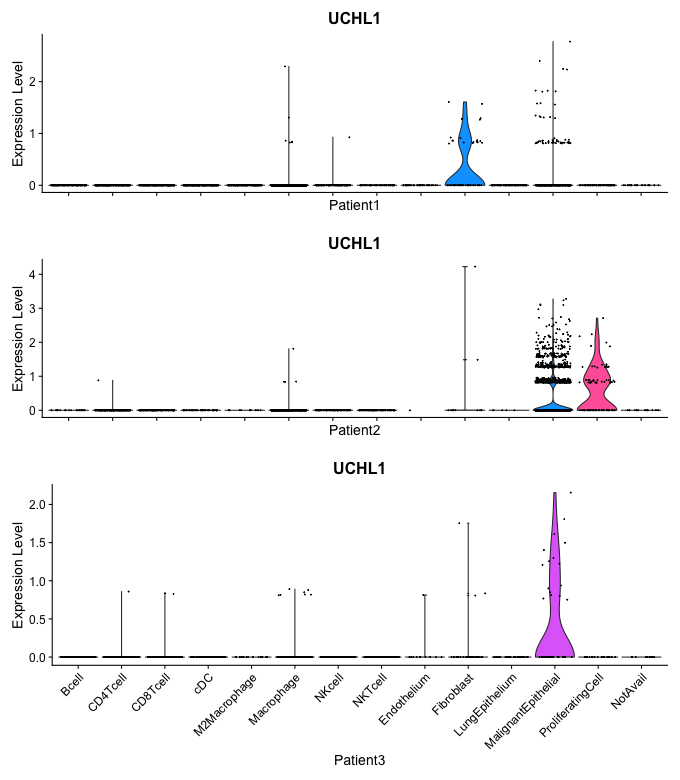 UCHL1
Expression Level
2
1
0
Patient1
UCHL1
Expression Level
4
3
2
1
0
Patient2
UCHL1
Expression Level
2.0
1.5
1.0
0.5
0.0
Bcell
CD4Tcell
CD8Tcell
cDC
M2Macrophage
Macrophage
NKcell
NKTcell
Endothelium
Fibroblast
LungEpithelium
MalignantEpithelial
ProliferatingCell
NotAvail
Patient3